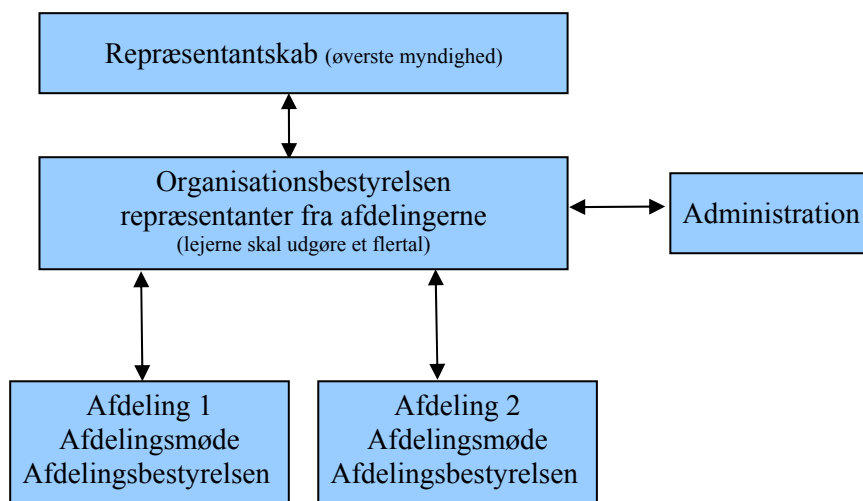 Repræsentantskab (øverste myndighed)
Organisationsbestyrelsen
repræsentanter fra afdelingerne
(lejerne skal udgøre et flertal)
Administration
Afdeling 1
Afdelingsmøde
Afdelingsbestyrelsen
Afdeling 2
Afdelingsmøde
Afdelingsbestyrelsen